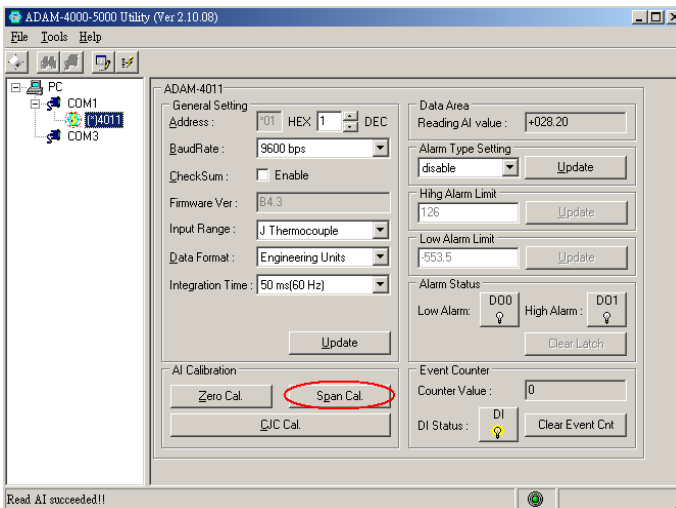 ADAM-4000-5000 Utility (Ver 2.10.08)
File Tools Help
PC
COM1
(*)4011
COM3
ADAM-4011
General Setting
Address : *01 HEX 1 DEC
BaudRate : 9600 bps
CheckSum : Enable
Firmware Ver : B4.3
Input Range : J Thermocouple
Data Format : Engineering Units
Integration Time : 50 ms(60 Hz)
Update
AI Calibration
Zero Cal. Span Cal.
CJC Cal.
Data Area
Reading AI value : +028.20
Alarm Type Setting
disable Update
Hihg Alarm Limit
126 Update
Low Alarm Limit
-553.5 Update
Alarm Status
Low Alarm: DO0 High Alarm : DO1
Clear Latch
Event Counter
Counter Value : 0
DI Status : DI Clear Event Cnt
Read AI succeeded!!